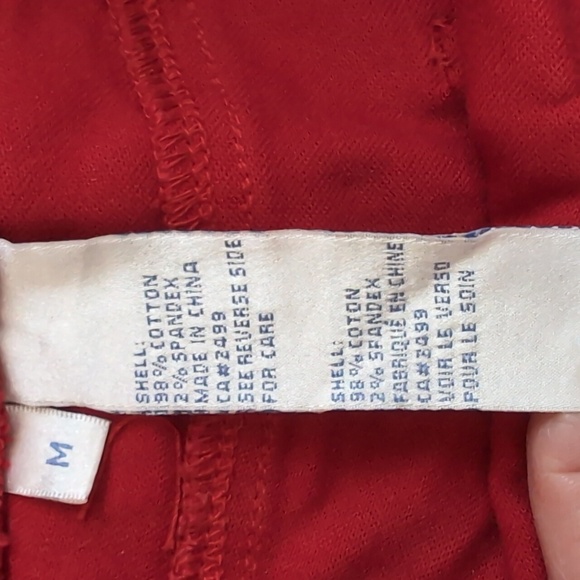 SHELL:
98% COTTON
2% SPANDEX
MADE IN CHINA
CA#2499
SEE REVERSE SIDE
FOR CARE
SHELL:
98% COTON
2% SPANDEX
FABRIQUE EN CHINE
CA#2499
VOIR LE VERSO
POUR LE SOIN
M